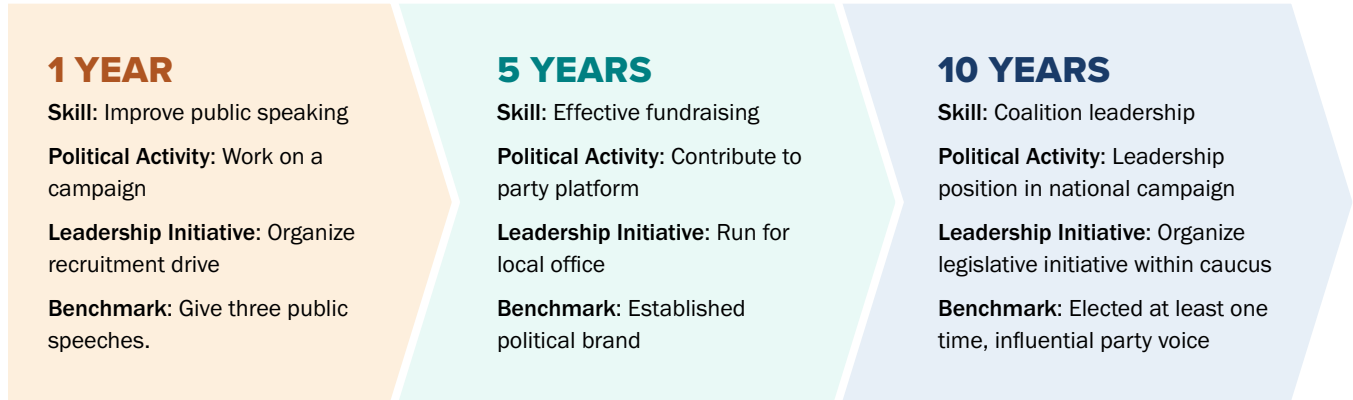 1 YEAR
Skill: Improve public speaking
Political Activity: Work on a
campaign
Leadership Initiative: Organize
recruitment drive
Benchmark: Give three public
speeches.
5 YEARS
Skill: Effective fundraising
Political Activity: Contribute to
party platform
Leadership Initiative: Run for
local office
Benchmark: Established
political brand
10 YEARS
Skill: Coalition leadership
Political Activity: Leadership
position in national campaign
Leadership Initiative: Organize
legislative initiative within caucus
Benchmark: Elected at least one
time, influential party voice